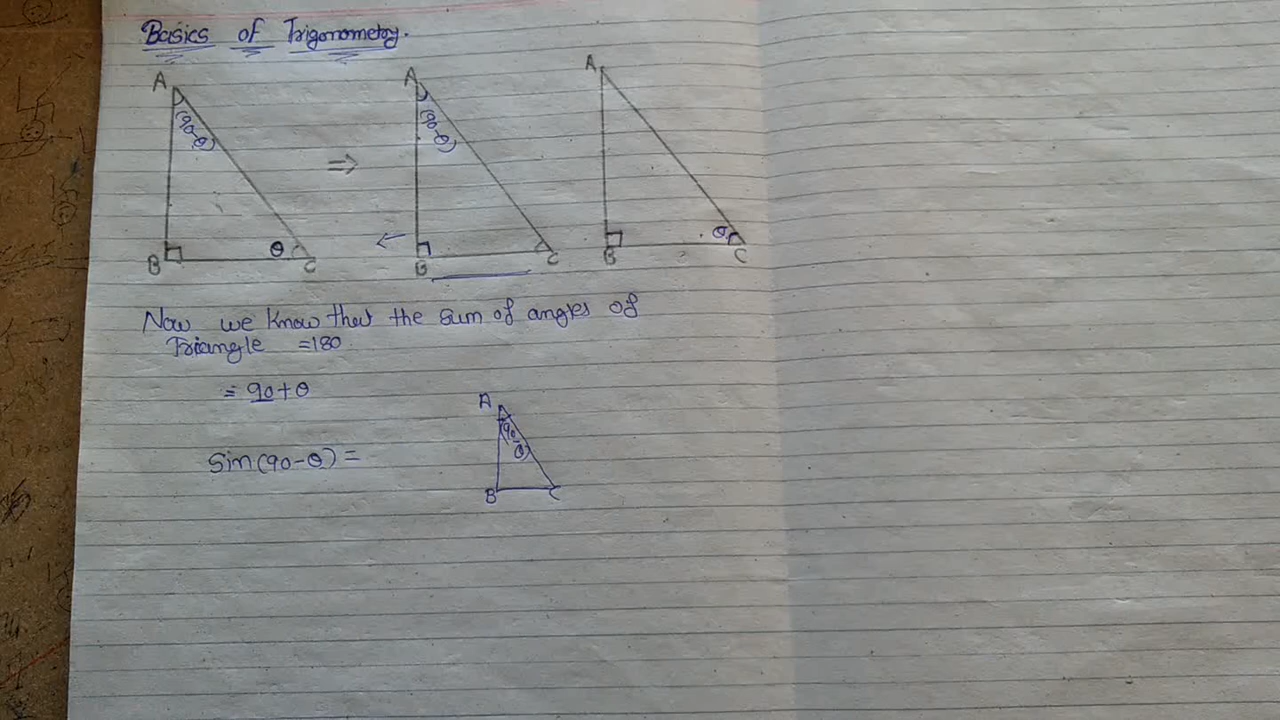 Basics of Trigonometry.
A
(90-θ)
B
θ
C
⇒
A
(90-θ)
←
B
C
A
B
θ
C
Now we know that the sum of angles of
Triangle =180
= 90+θ
Sin(90-θ) =
A
(90-θ)
B
C